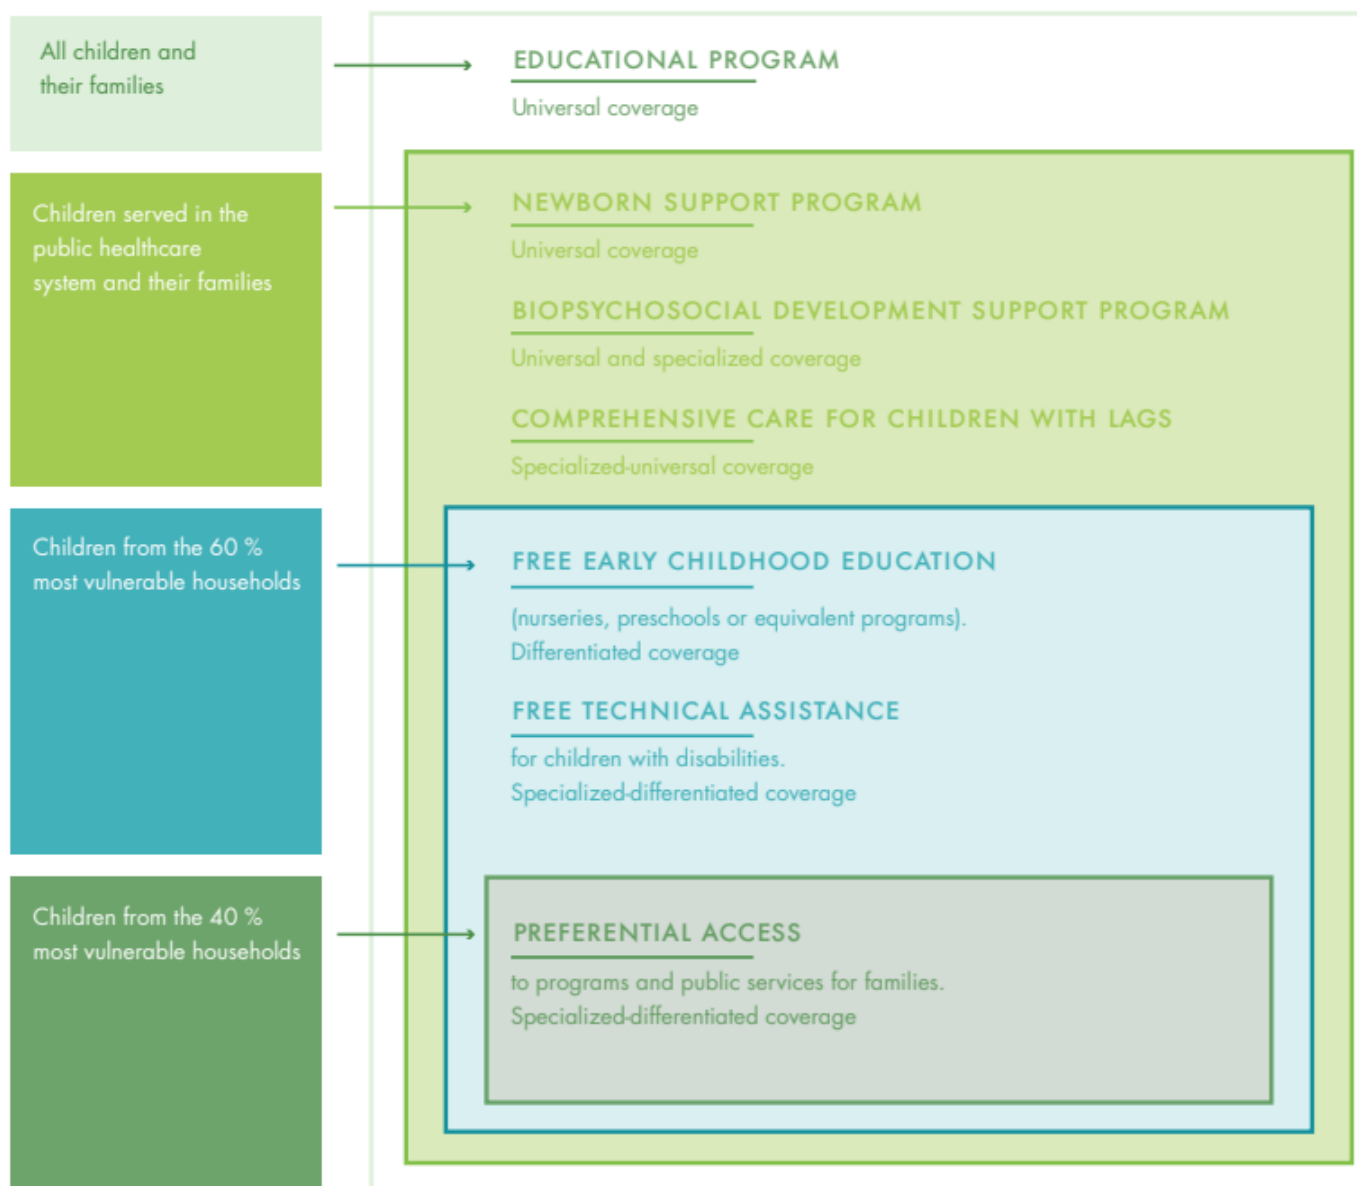 All children and
their families
EDUCATIONAL PROGRAM
Universal coverage
Children served in the
public healthcare
system and their families
NEWBORN SUPPORT PROGRAM
Universal coverage
BIOPSYCHOSOCIAL DEVELOPMENT SUPPORT PROGRAM
Universal and specialized coverage
COMPREHENSIVE CARE FOR CHILDREN WITH LAGS
Specialized-universal coverage
Children from the 60 %
most vulnerable households
FREE EARLY CHILDHOOD EDUCATION
(nurseries, preschools or equivalent programs).
Differentiated coverage
FREE TECHNICAL ASSISTANCE
for children with disabilities.
Specialized-differentiated coverage
Children from the 40 %
most vulnerable households
PREFERENTIAL ACCESS
to programs and public services for families.
Specialized-differentiated coverage